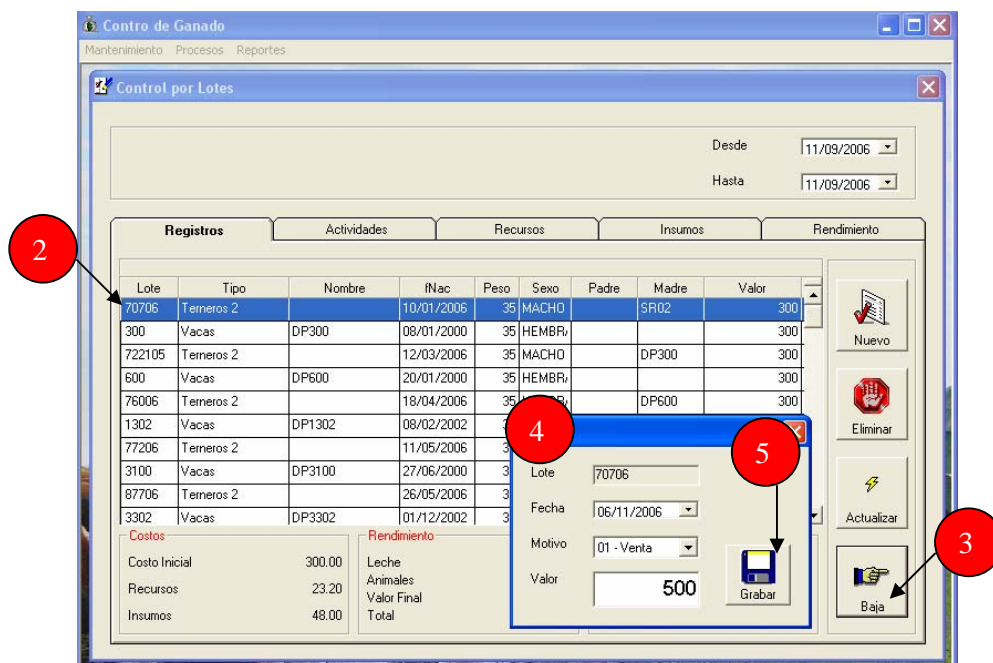 Contro de Ganado
Mantenimiento Procesos Reportes
Control por Lotes
Desde 11/09/2006
Hasta 11/09/2006
Registros Actividades Recursos Insumos Rendimiento
2
Lote Tipo Nombre fNac Peso Sexo Padre Madre Valor
70706 Terneros 2 10/01/2006 35 MACHO SR02 300
300 Vacas DP300 08/01/2000 35 HEMBRA 300
722105 Terneros 2 12/03/2006 35 MACHO DP300 300
600 Vacas DP600 20/01/2000 35 HEMBR 300
76006 Terneros 2 18/04/2006 35 DP600 300
1302 Vacas DP1302 08/02/2002 3
77206 Terneros 2 11/05/2006 3
3100 Vacas DP3100 27/06/2000 3
87706 Terneros 2 26/05/2006 3
3302 Vacas DP3302 01/12/2002 3
Nuevo
Eliminar
Actualizar
3
Baja
4
5
Lote 70706
Fecha 06/11/2006
Motivo 01 - Venta
Valor 500
Grabar
Costos
Costo Inicial 300.00
Recursos 23.20
Insumos 48.00
Rendimiento
Leche
Animales
Valor Final
Total